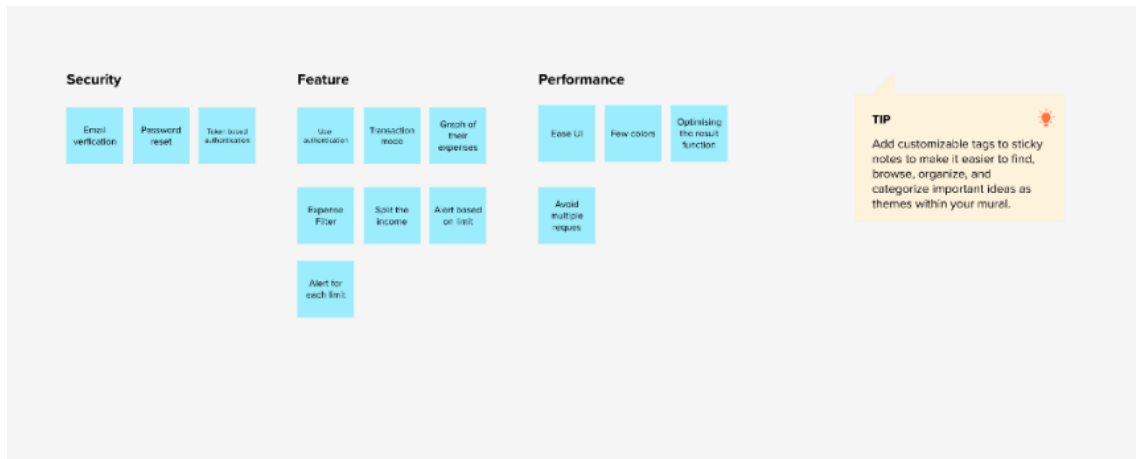 Security
Email
verification
Password
reset
Token based
authentication
Feature
User
authentication
Transaction
mode
Graph of
their
expenses
Expense
Filter
Split the
income
Alert based
on limit
Alert for
each limit
Performance
Ease UI
Few colors
Optimising
the result
function
Avoid
multiple
reques
TIP
Add customizable tags to sticky
notes to make it easier to find,
browse, organize, and
categorize important ideas as
themes within your mural.